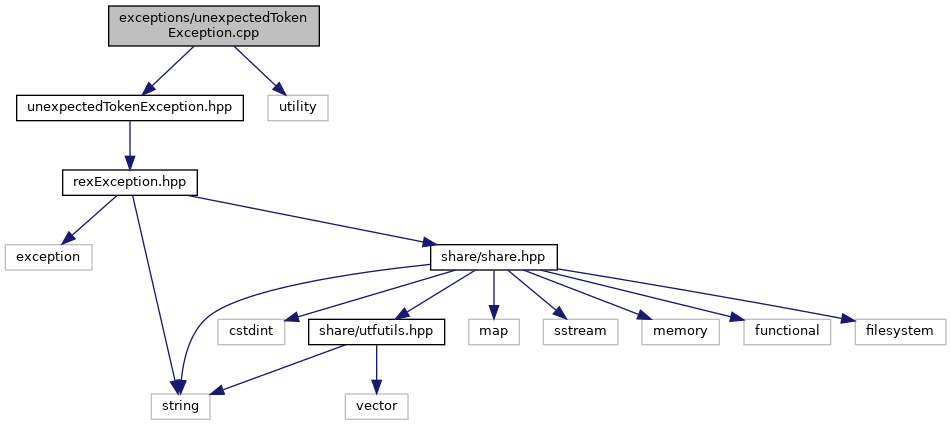 exceptions/unexpectedToken
Exception.cpp
unexpectedTokenException.hpp
utility
rexException.hpp
exception
share/share.hpp
cstdint
share/utfutils.hpp
map
sstream
memory
functional
filesystem
string
vector